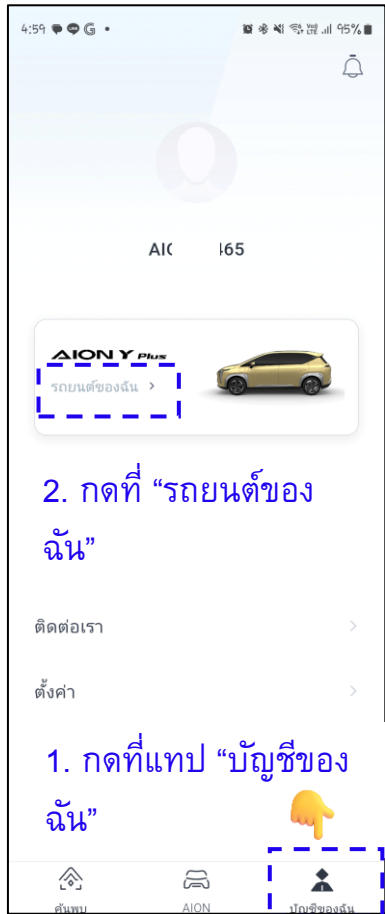 4:59 G • 95%
AIO 465
AION Y Plus
รถยนต์ของฉัน >
2. กดที่ “รถยนต์ของ
ฉัน”
ติดต่อเรา >
ตั้งค่า >
1. กดที่แทป “บัญชีของ
ฉัน”
ค้นพบ AION บัญชีของฉัน